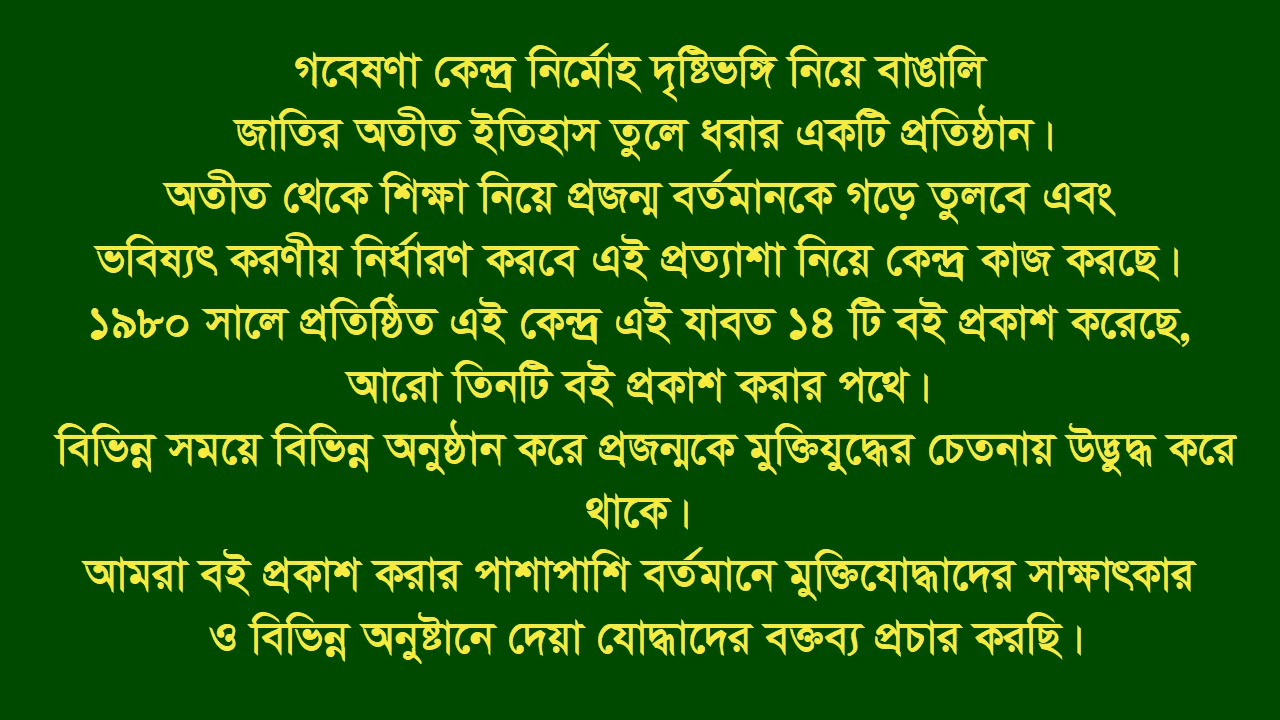 গবেষণা কেন্দ্র নির্মোহ দৃষ্টিভঙ্গি নিয়ে বাঙালি
জাতির অতীত ইতিহাস তুলে ধরার একটি প্রতিষ্ঠান।
অতীত থেকে শিক্ষা নিয়ে প্রজন্ম বর্তমানকে গড়ে তুলবে এবং
ভবিষ্যৎ করণীয় নির্ধারণ করবে এই প্রত্যাশা নিয়ে কেন্দ্র কাজ করছে।
১৯৮০ সালে প্রতিষ্ঠিত এই কেন্দ্র এই যাবত ১৪ টি বই প্রকাশ করেছে,
আরো তিনটি বই প্রকাশ করার পথে।
বিভিন্ন সময়ে বিভিন্ন অনুষ্ঠান করে প্রজন্মকে মুক্তিযুদ্ধের চেতনায় উদ্ভুদ্ধ করে
থাকে।
আমরা বই প্রকাশ করার পাশাপাশি বর্তমানে মুক্তিযোদ্ধাদের সাক্ষাৎকার
ও বিভিন্ন অনুষ্টানে দেয়া যোদ্ধাদের বক্তব্য প্রচার করছি।